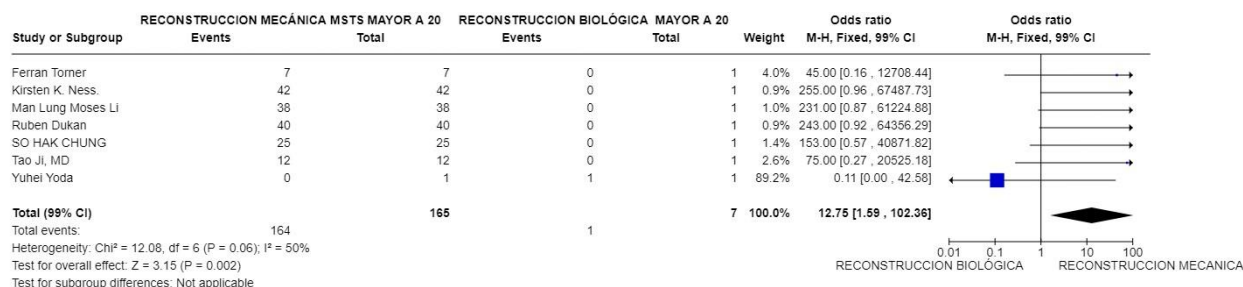 RECONSTRUCCION MECÁNICA MSTS MAYOR A 20 RECONSTRUCCION BIOLÓGICA MAYOR A 20 Odds ratio Odds ratio
Study or Subgroup Events Total Events Total Weight M-H, Fixed, 99% CI M-H, Fixed, 99% CI
Ferran Torner 7 7 0 1 4.0% 45.00 [0.16 , 12708.44]
Kirsten K. Ness. 42 42 0 1 0.9% 255.00 [0.96 , 67487.73]
Man Lung Moses Li 38 38 0 1 1.0% 231.00 [0.87 , 61224.88]
Ruben Dukan 40 40 0 1 0.9% 243.00 [0.92 , 64356.29]
SO HAK CHUNG 25 25 0 1 1.4% 153.00 [0.57 , 40871.82]
Tao Ji, MD 12 12 0 1 2.6% 75.00 [0.27 , 20525.18]
Yuhei Yoda 0 1 1 1 89.2% 0.11 [0.00 , 42.58]
Total (99% CI) 165 7 100.0% 12.75 [1.59 , 102.36]
Total events: 164 1
Heterogeneity: Chi² = 12.08, df = 6 (P = 0.06); I² = 50%
0.01 0.1 1 10 100
Test for overall effect: Z = 3.15 (P = 0.002) RECONSTRUCCION BIOLÓGICA RECONSTRUCCION MECANICA
Test for subgroup differences: Not applicable